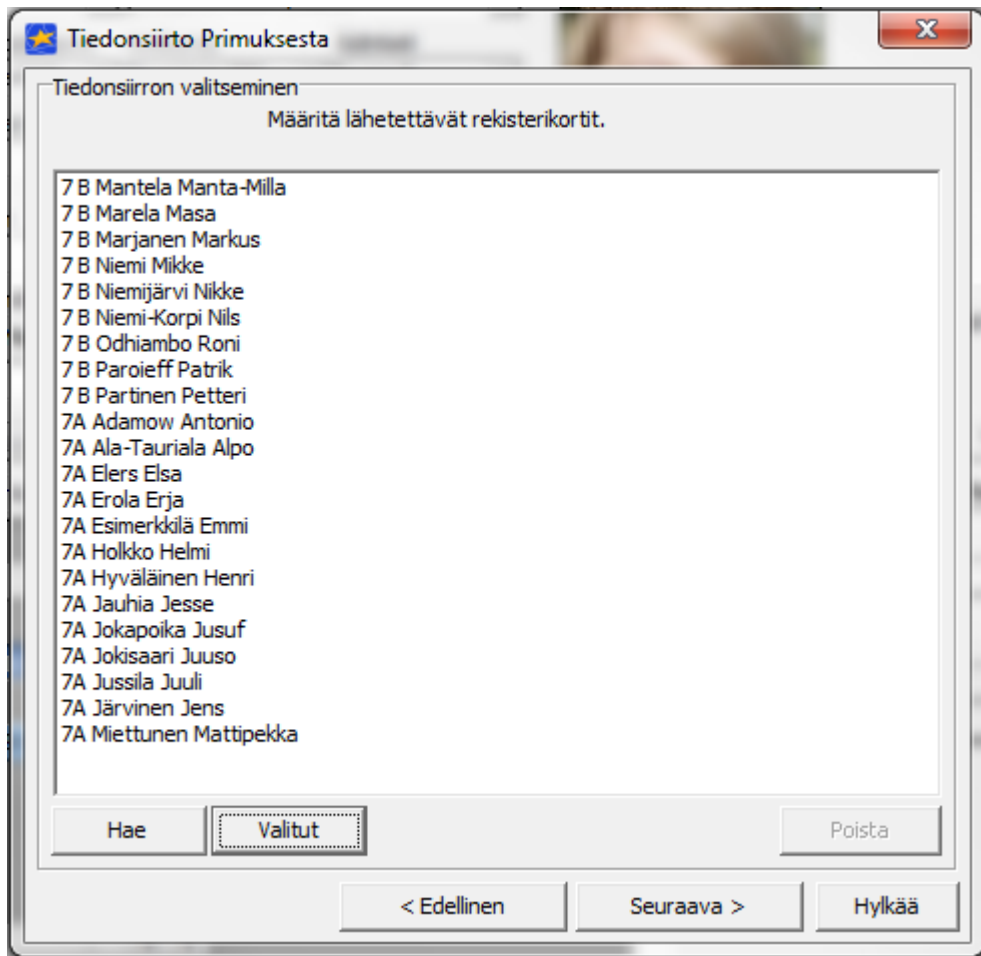 Tiedonsiirto Primuksesta
Tiedonsiirron valitseminen
Määritä lähetettävät rekisterikortit.
7 B Mantela Manta-Milla
7 B Marela Masa
7 B Marjanen Markus
7 B Niemi Mikke
7 B Niemijärvi Nikke
7 B Niemi-Korpi Nils
7 B Odhiambo Roni
7 B Paroieff Patrik
7 B Partinen Petteri
7A Adamow Antonio
7A Ala-Tauriala Alpo
7A Elers Elsa
7A Erola Erja
7A Esimerkkilä Emmi
7A Holkko Helmi
7A Hyväläinen Henri
7A Jauhia Jesse
7A Jokapoika Jusuf
7A Jokisaari Juuso
7A Jussila Juuli
7A Järvinen Jens
7A Miettunen Mattipekka
Hae Valitut Poista
< Edellinen Seuraava > Hylkää